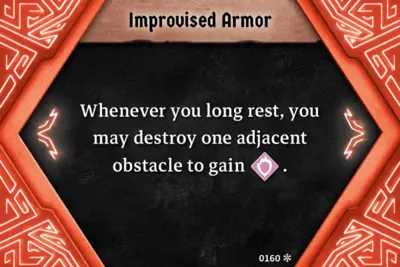 Improvised Armor
Whenever you long rest, you
may destroy one adjacent
obstacle to gain .
0160